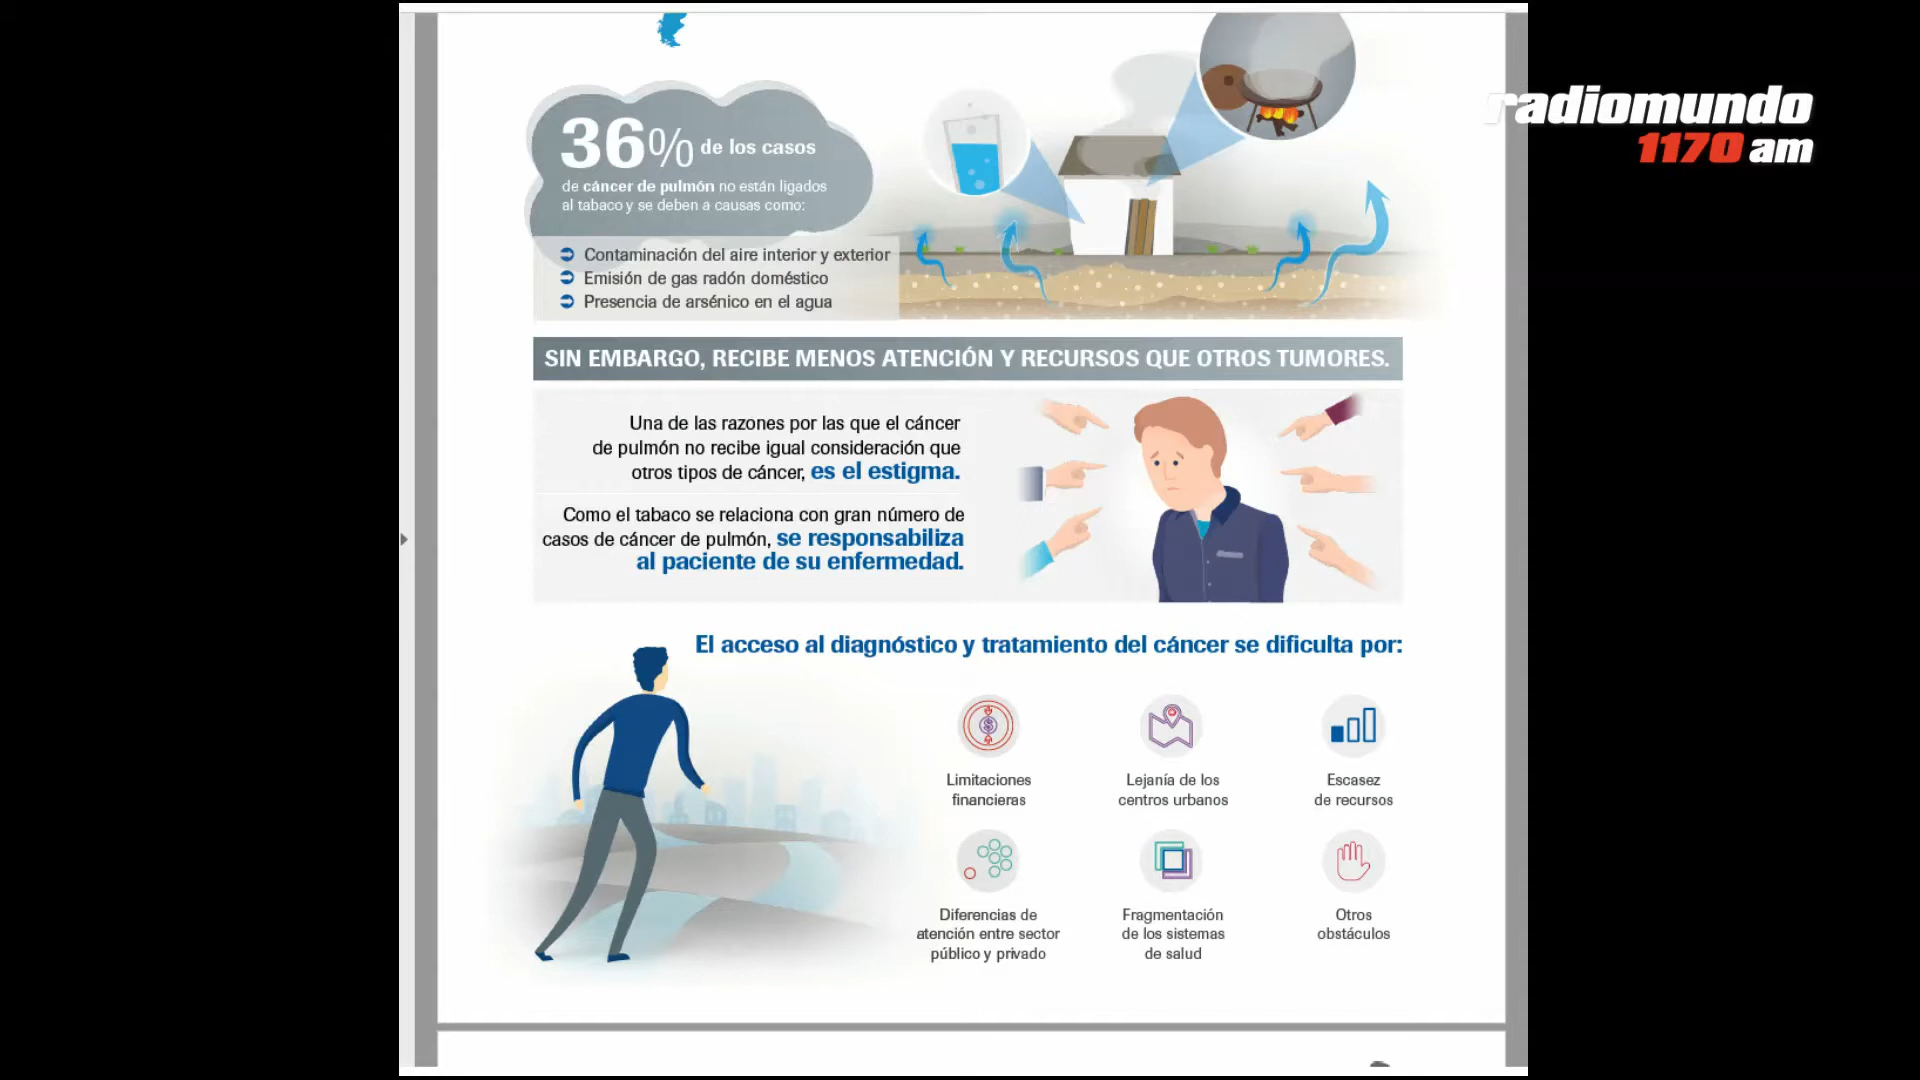 radiomundo
1170 am
36% de los casos
de cáncer de pulmón no están ligados
al tabaco y se deben a causas como:
Contaminación del aire interior y exterior
Emisión de gas radón doméstico
Presencia de arsénico en el agua
SIN EMBARGO, RECIBE MENOS ATENCIÓN Y RECURSOS QUE OTROS TUMORES.
Una de las razones por las que el cáncer
de pulmón no recibe igual consideración que
otros tipos de cáncer, es el estigma.
Como el tabaco se relaciona con gran número de
casos de cáncer de pulmón, se responsabiliza
al paciente de su enfermedad.
El acceso al diagnóstico y tratamiento del cáncer se dificulta por:
$
Limitaciones
financieras
Lejanía de los
centros urbanos
Escasez
de recursos
Diferencias de
atención entre sector
público y privado
Fragmentación
de los sistemas
de salud
Otros
obstáculos